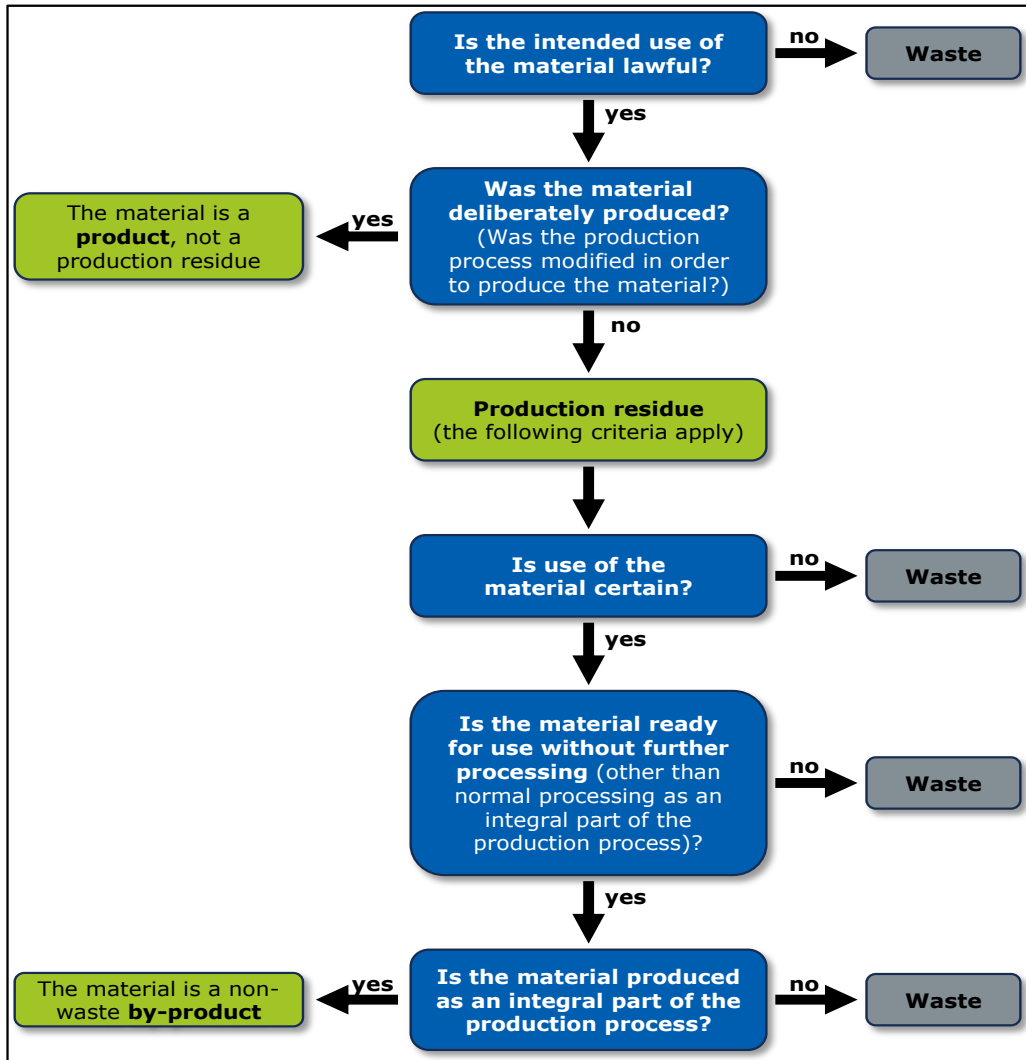 Is the intended use of
the material lawful?
no
Waste
yes
Was the material
deliberately produced?
(Was the production
process modified in order
to produce the material?)
yes
The material is a
product, not a
production residue
no
Production residue
(the following criteria apply)
Is use of the
material certain?
no
Waste
yes
Is the material ready
for use without further
processing (other than
normal processing as an
integral part of the
production process)?
no
Waste
yes
Is the material produced
as an integral part of the
production process?
yes
The material is a non-
waste by-product
no
Waste